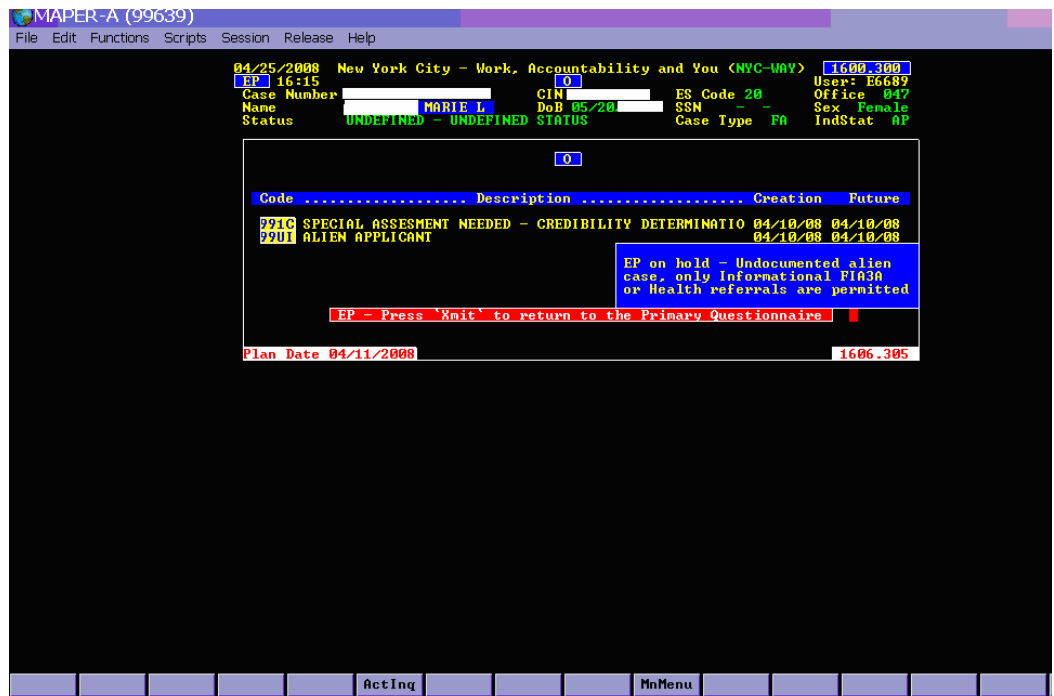 MAPER-A (99639)
File Edit Functions Scripts Session Release Help
04/25/2008 New York City - Work, Accountability and You (NYC-WAY) 1600.300
EP 16:15 O User: E6689
Case Number CIN ES Code 20 Office 047
Name MARIE L DoB 05/20/ SSN - - Sex Female
Status UNDEFINED - UNDEFINED STATUS Case Type FA IndStat AP
O
Code ................... Description ................... Creation Future
991C SPECIAL ASSESMENT NEEDED - CREDIBILITY DETERMINATIO 04/10/08 04/10/08
99UI ALIEN APPLICANT 04/10/08 04/10/08
EP on hold - Undocumented alien
case, only Informational FIA3A
or Health referrals are permitted
EP - Press `Xmit` to return to the Primary Questionnaire
Plan Date 04/11/2008 1606.305
ActInq MnMenu